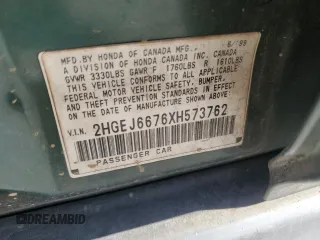 MFD.BY HONDA OF CANADA MFG., 6/98
A DIVISION OF HONDA CANADA INC. CANADA
GVWR 3330LBS GAWR F 1760LBS R 1610LBS
THIS VEHICLE CONFORMS TO ALL APPLICABLE
FEDERAL MOTOR VEHICLE SAFETY, BUMPER,
AND THEFT PREVENTION STANDARDS IN EFFECT ON
THE DATE OF MANUFACTURE SHOWN ABOVE.
V.I.N. 2HGEJ6676XH573762
PASSENGER CAR
© DREAMBID